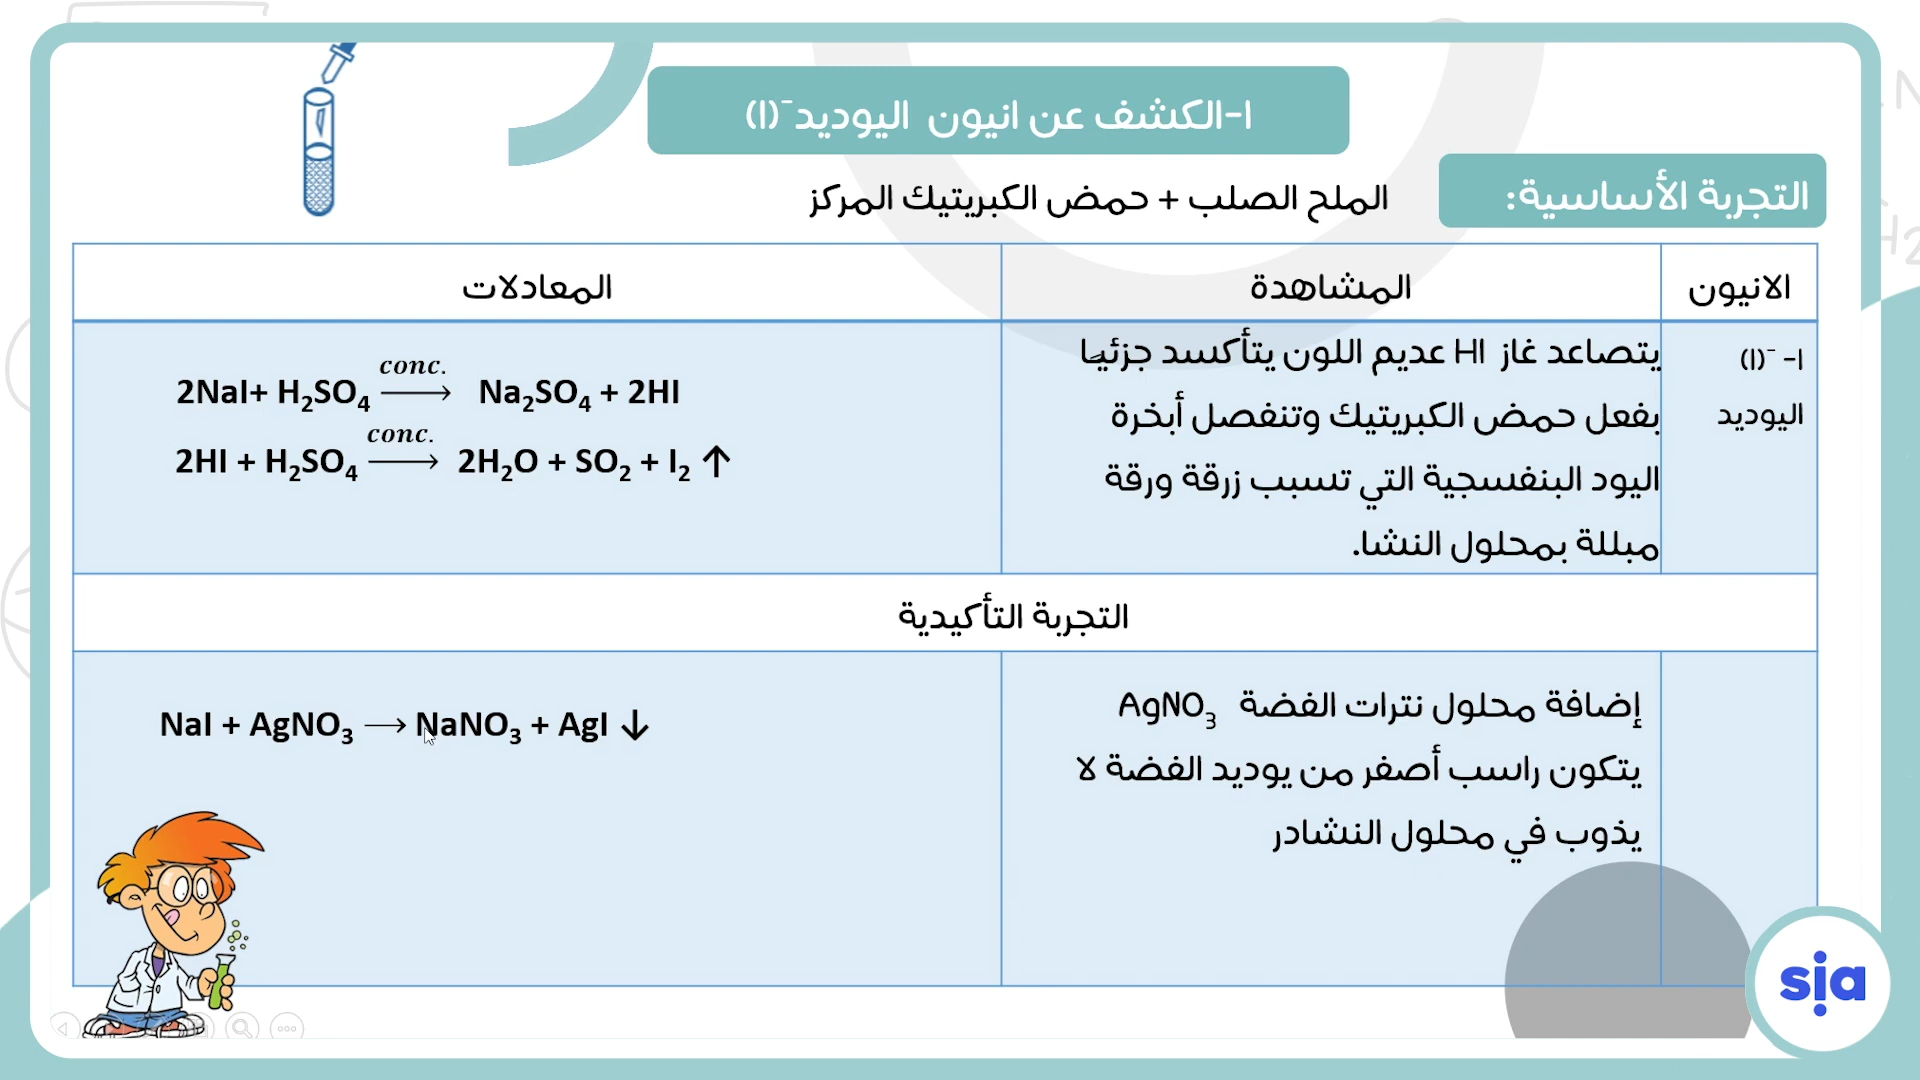 ١-الكشف عن انيون اليوديد⁻(I)
التجربة الأساسية:
الملح الصلب + حمض الكبريتيك المركز
الانيون
المشاهدة
المعادلات
١- ⁻(I)
اليوديد
يتصاعد غاز HI عديم اللون يتأكسد جزئيًا
بفعل حمض الكبريتيك وتنفصل أبخرة
اليود البنفسجية التي تسبب زرقة ورقة
مبللة بمحلول النشا.
2NaI+ H₂SO₄ conc. ⟶ Na₂SO₄ + 2HI
2HI + H₂SO₄ conc. ⟶ 2H₂O + SO₂ + I₂ ↑
التجربة التأكيدية
إضافة محلول نترات الفضة AgNO₃
يتكون راسب أصفر من يوديد الفضة لا
يذوب في محلول النشادر
NaI + AgNO₃ ⟶ NaNO₃ + AgI ↓
sia